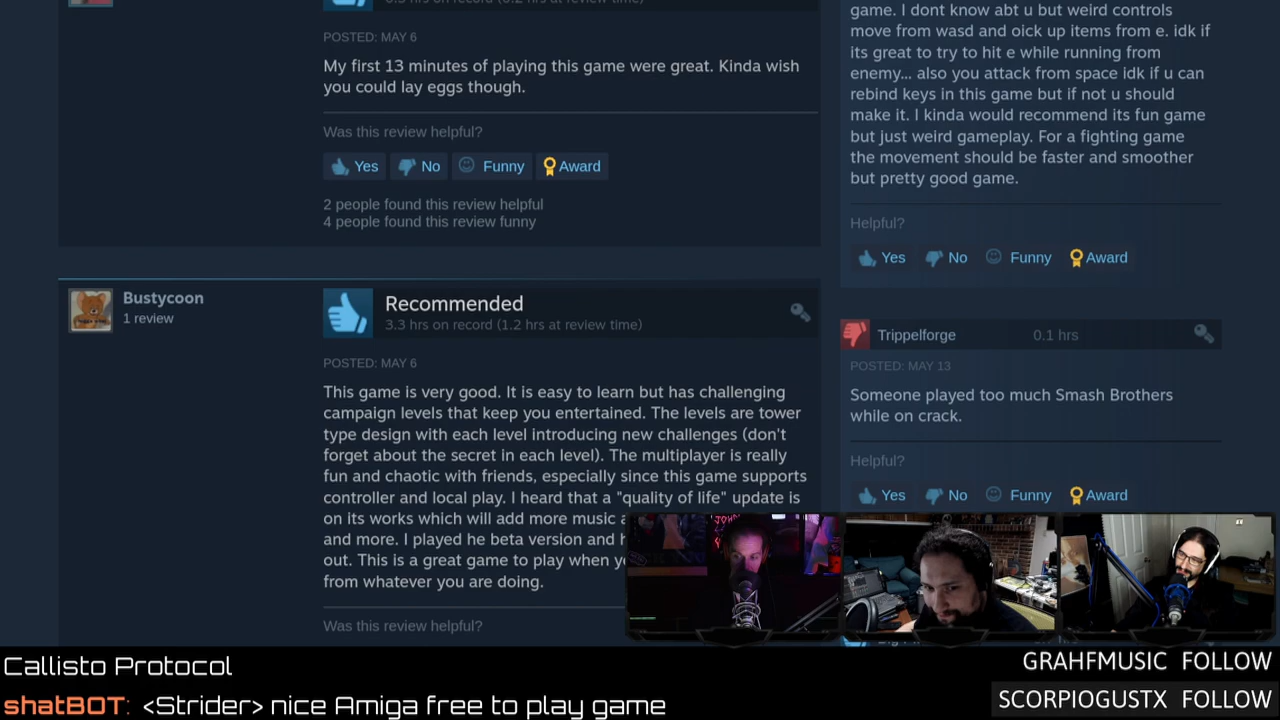 0.3 hrs on record (0.2 hrs at review time)
POSTED: MAY 6
My first 13 minutes of playing this game were great. Kinda wish
you could lay eggs though.
Was this review helpful?
Yes No Funny Award
2 people found this review helpful
4 people found this review funny
Bustycoon
1 review
Recommended
3.3 hrs on record (1.2 hrs at review time)
POSTED: MAY 6
This game is very good. It is easy to learn but has challenging
campaign levels that keep you entertained. The levels are tower
type design with each level introducing new challenges (don't
forget about the secret in each level). The multiplayer is really
fun and chaotic with friends, especially since this game supports
controller and local play. I heard that a "quality of life" update is
on its works which will add more music
and more. I played he beta version and
out. This is a great game to play when
from whatever you are doing.
Was this review helpful?
game. I dont know abt u but weird controls
move from wasd and oick up items from e. idk if
its great to try to hit e while running from
enemy... also you attack from space idk if u can
rebind keys in this game but if not u should
make it. I kinda would recommend its fun game
but just weird gameplay. For a fighting game
the movement should be faster and smoother
but pretty good game.
Helpful?
Yes No Funny Award
Trippelforge 0.1 hrs
POSTED: MAY 13
Someone played too much Smash Brothers
while on crack.
Helpful?
Yes No Funny Award
Callisto Protocol
shatBOT: <Strider> nice Amiga free to play game
GRAHFMUSIC FOLLOW
SCORPIOGUSTX FOLLOW